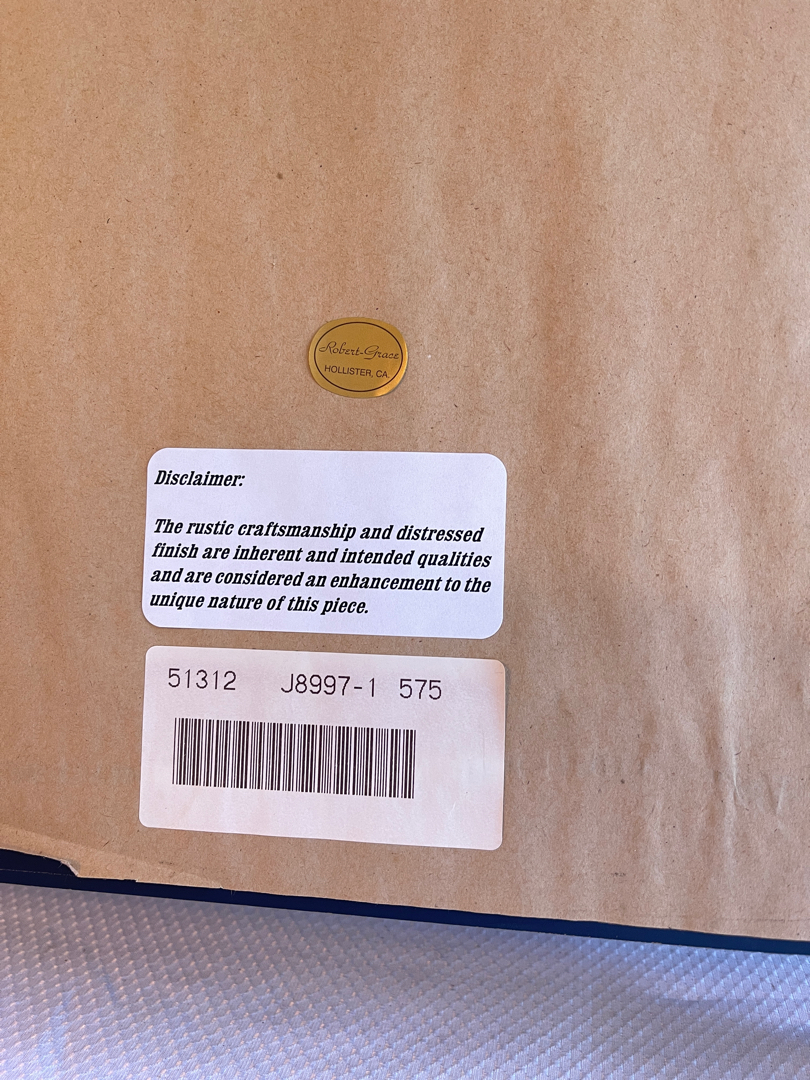 Robert-Grace
HOLLISTER, CA.
Disclaimer:
The rustic craftsmanship and distressed
finish are inherent and intended qualities
and are considered an enhancement to the
unique nature of this piece.
51312 J8997-1 575